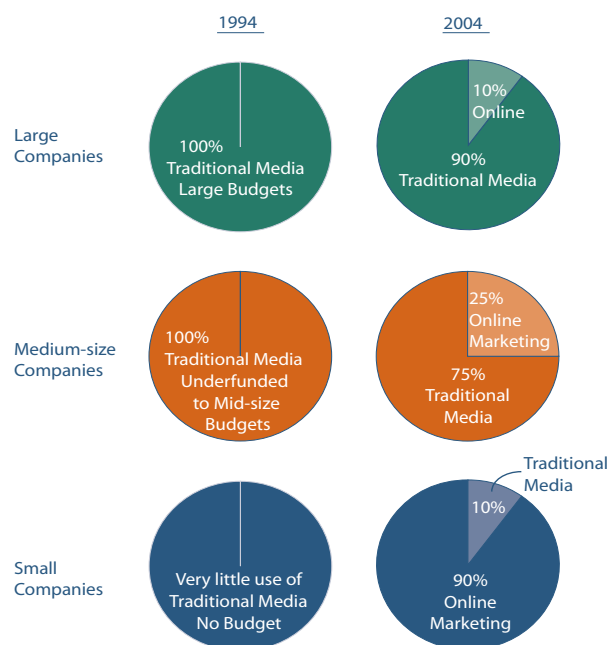 1994
2004
Large
Companies
100%
Traditional Media
Large Budgets
10%
Online
90%
Traditional Media
Medium-size
Companies
100%
Traditional Media
Underfunded
to Mid-size
Budgets
25%
Online
Marketing
75%
Traditional
Media
Small
Companies
Very little use of
Traditional Media
No Budget
Traditional
Media
10%
90%
Online
Marketing